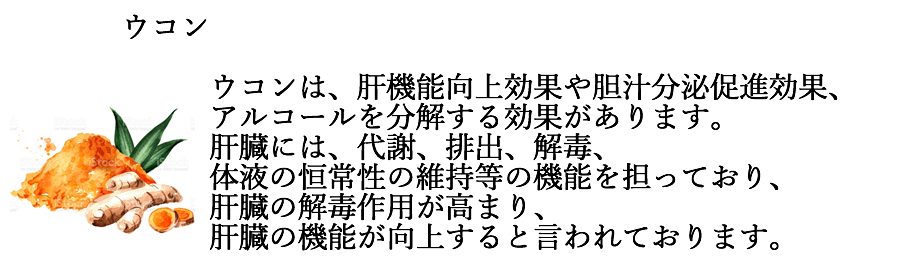 ウコン
ウコンは、肝機能向上効果や胆汁分泌促進効果、
アルコールを分解する効果があります。
肝臓には、代謝、排出、解毒、
体液の恒常性の維持等の機能を担っており、
肝臓の解毒作用が高まり、
肝臓の機能が向上すると言われております。